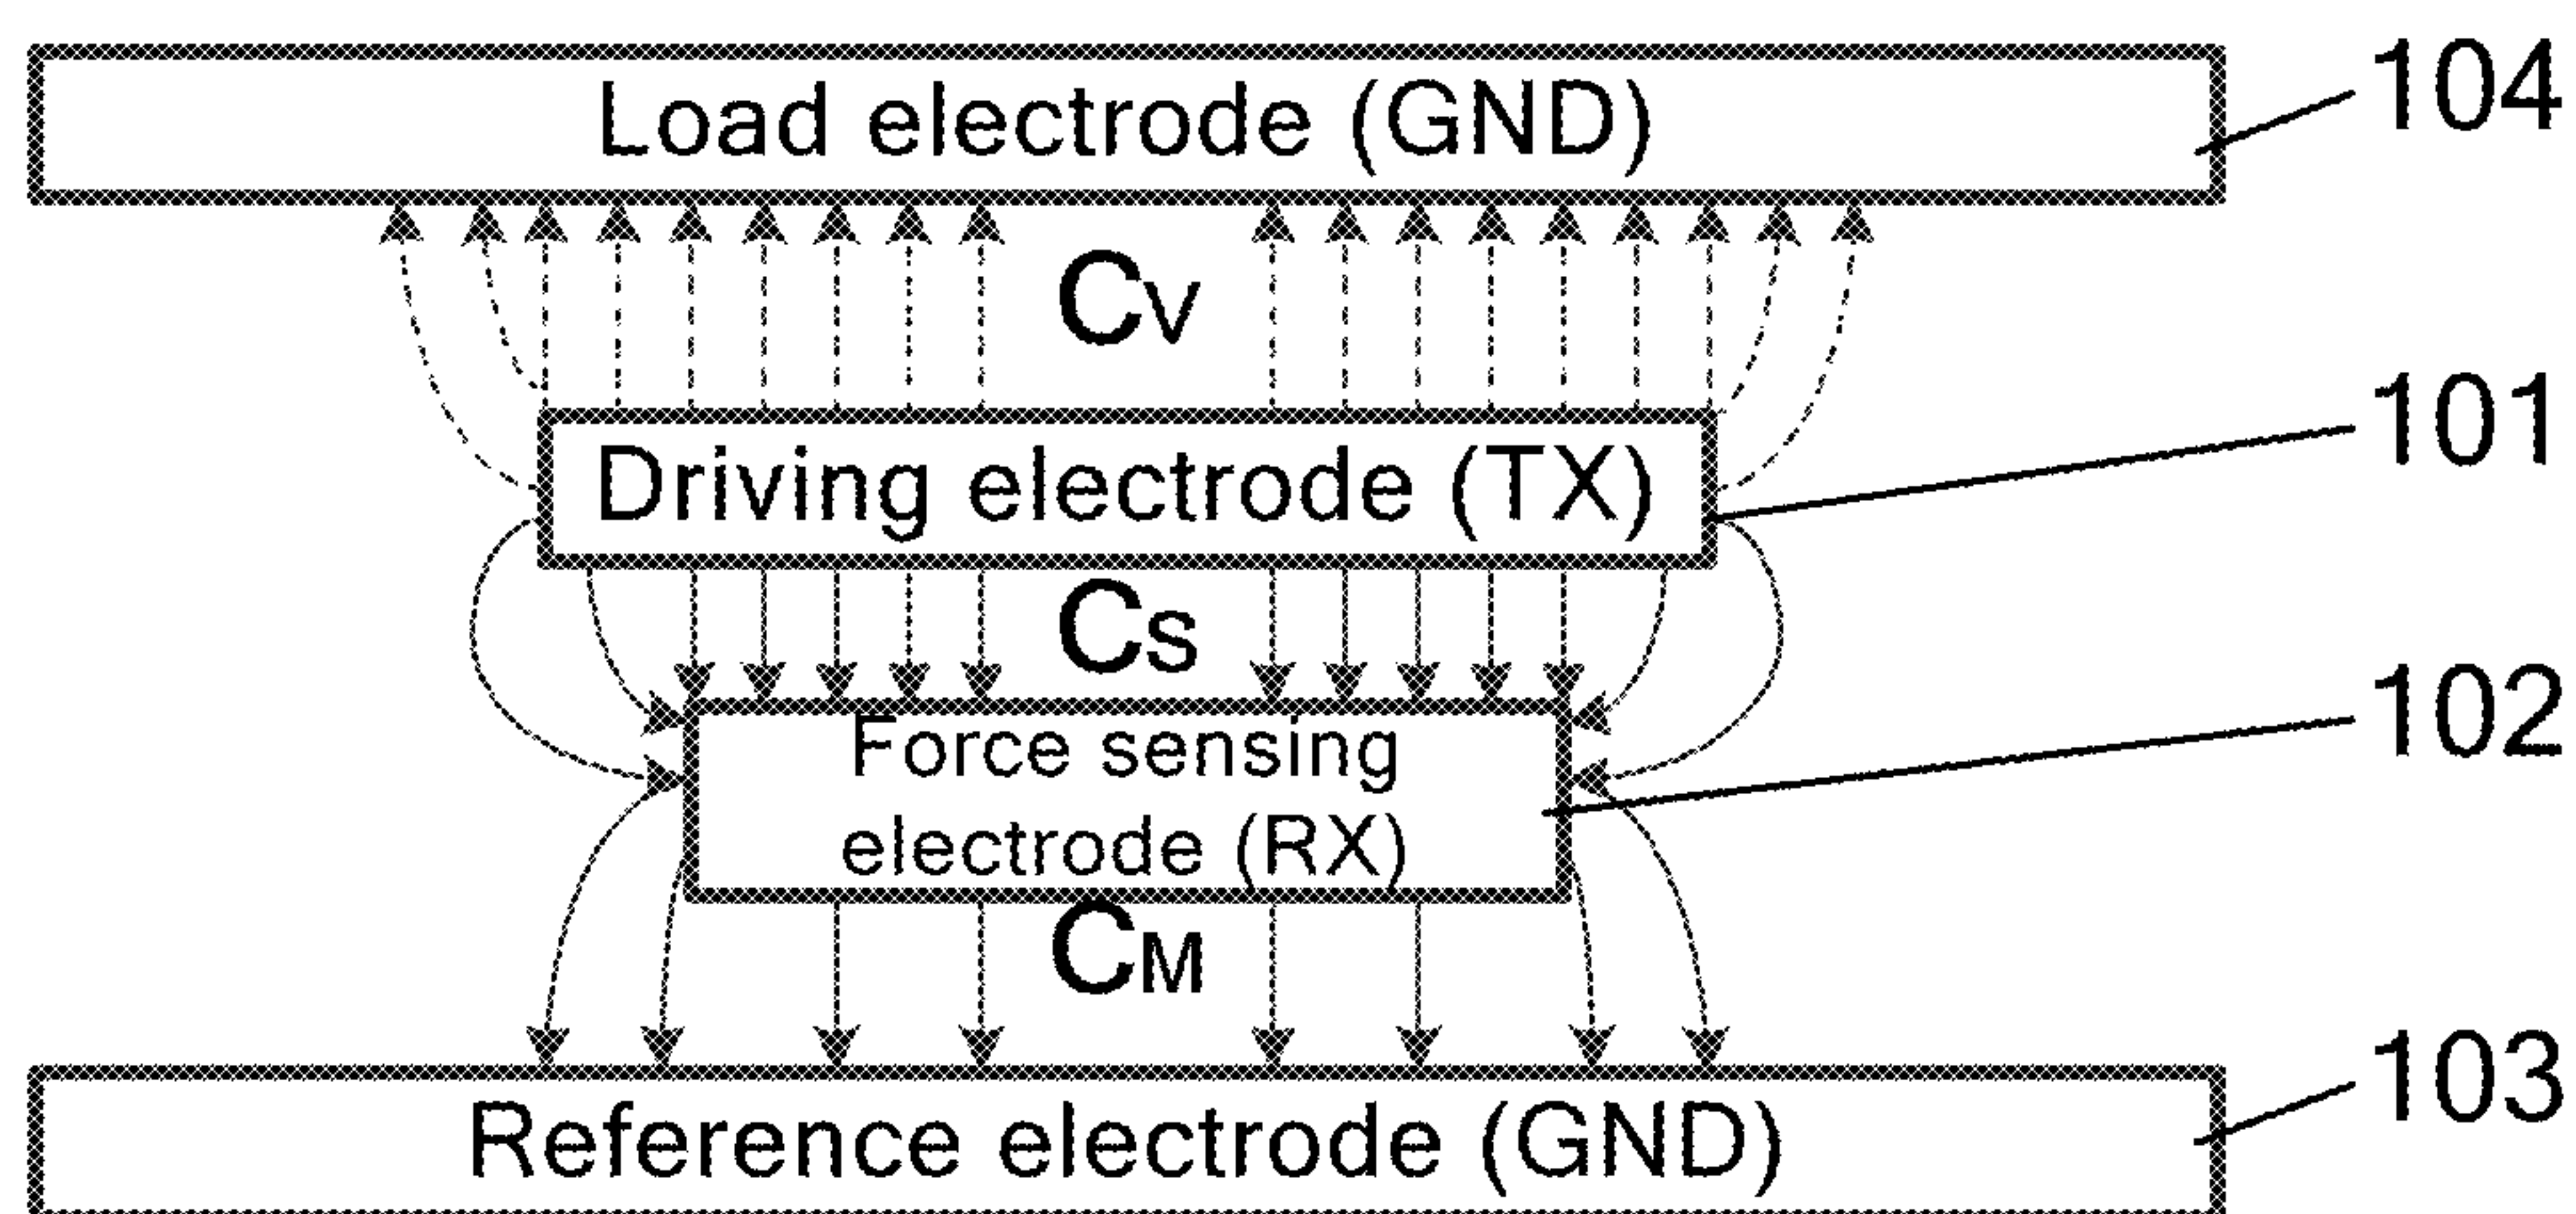 Load electrode (GND)
104
CV
Driving electrode (TX)
101
CS
Force sensing
electrode (RX)
102
CM
Reference electrode (GND)
103